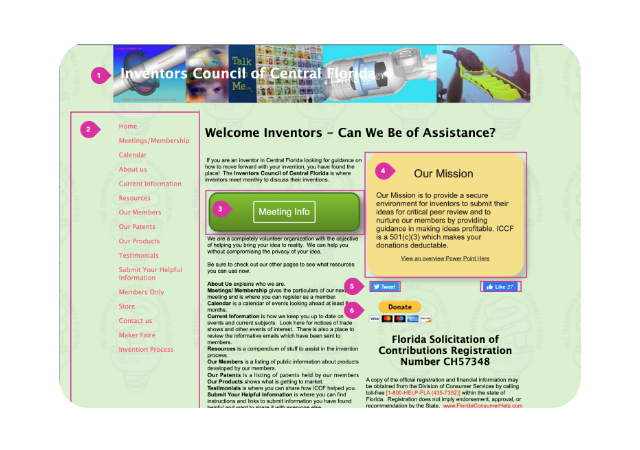 Talk
Me..
1 Inventors Council of Central Florida
2
Home
Meetings/Membership
Calendar
About us
Current Information
Resources
Our Members
Our Patents
Our Products
Testimonials
Submit Your Helpful
Information
Members Only
Store
Contact us
Maker Faire
Invention Process
Welcome Inventors - Can We Be of Assistance?
If you are an inventor in Central Florida looking for guidance on
how to move forward with your invention, you have found the
place! The Inventors Council of Central Florida is where
inventors meet monthly to discuss their inventions.
3
Meeting Info
We are a completely volunteer organization with the objective
of helping you bring your idea to reality. We can help you
without compromising the privacy of your idea.
Be sure to check out our other pages to see what resources
you can use now.
About Us explains who we are.
Meetings/ Membership gives the particulars of our next
meeting and is where you can register as a member.
Calendar is a calendar of events looking ahead at least
months.
Current Information is how we keep you up to date on
events and current subjects. Look here for notices of trade
shows and other events of interest. There is also a place to
review the informative emails which have been sent to
members.
Resources is a compendium of stuff to assist in the invention
process.
Our Members is a listing of public information about products
developed by our members.
Our Patents is a listing of patents held by our members
Our Products shows what is getting to market.
Testimonials is where you can share how ICCF helped you.
Submit Your Helpful Information is where you can find
instructions and links to submit information you have found
helpful and want to share it with everyone else.
4
Our Mission
Our Mission is to provide a secure
environment for inventors to submit their
ideas for critical peer review and to
nurture our members by providing
guidance in making ideas profitable. ICCF
is a 501(c)(3) which makes your
donations deductable.
View an overview Power Point Here
5 Tweet
Like 27
6 Donate
VISA
Florida Solicitation of
Contributions Registration
Number CH57348
A copy of the official registration and financial information may
be obtained from the Division of Consumer Services by calling
toll-free [1-800-HELP-FLA (435-7352)] within the state of
Florida. Registration does not imply endorsement, approval, or
recommendation by the State. www.FloridaConsumerHelp.com